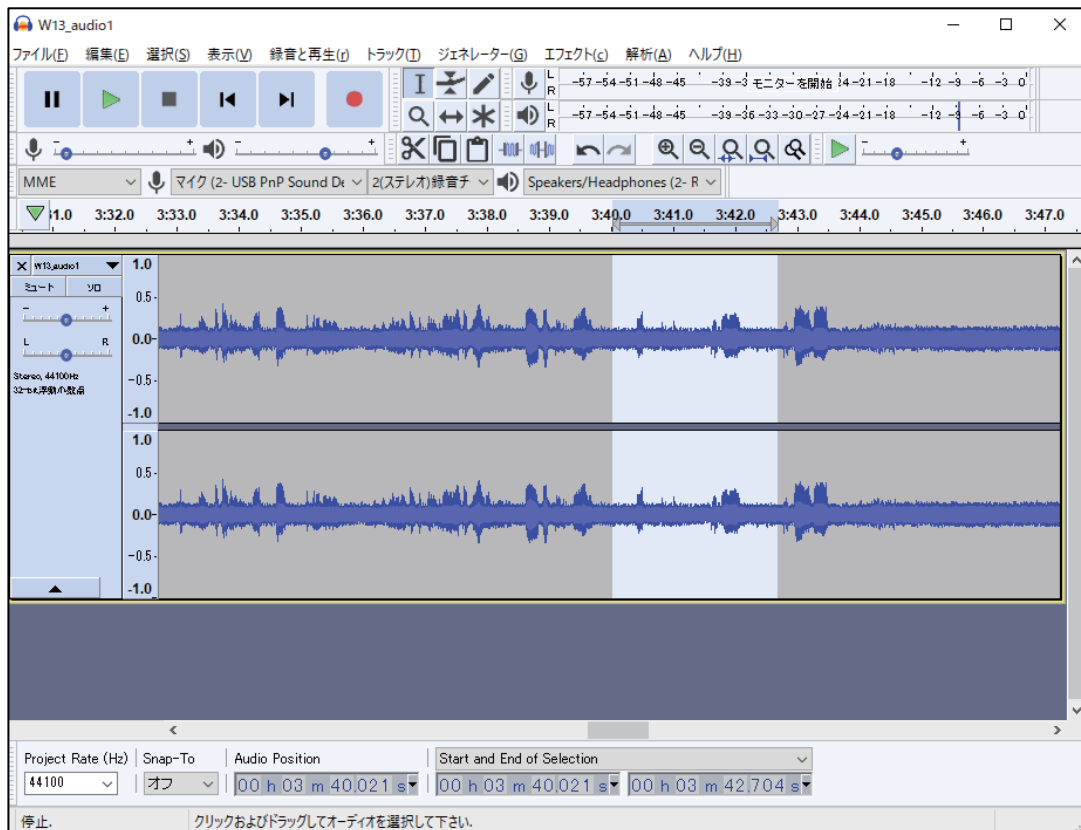 W13_audio1
ファイル(F) 編集(E) 選択(S) 表示(V) 録音と再生(r) トラック(T) ジェネレーター(G) エフェクト(c) 解析(A) ヘルプ(H)
L R -57 -54 -51 -48 -45 -39 -3 モニターを開始 24 -21 -18 -12 -9 -6 -3 0
L R -57 -54 -51 -48 -45 -39 -36 -33 -30 -27 -24 -21 -18 -12 -9 -6 -3 0
MME マイク (2- USB PnP Sound De 2(ステレオ)録音チ Speakers/Headphones (2- R
31.0 3:32.0 3:33.0 3:34.0 3:35.0 3:36.0 3:37.0 3:38.0 3:39.0 3:40.0 3:41.0 3:42.0 3:43.0 3:44.0 3:45.0 3:46.0 3:47.0
W13_audio1 1.0
ミュート ソロ
0.5
- +
0.0
L R
Stereo, 44100Hz
32-bit浮動小数点
-0.5
-1.0
1.0
0.5
0.0
-0.5
-1.0
Project Rate (Hz) Snap-To Audio Position Start and End of Selection
44100 オフ 00 h 03 m 40.021 s 00 h 03 m 40.021 s 00 h 03 m 42.704 s
停止. クリックおよびドラッグしてオーディオを選択して下さい.